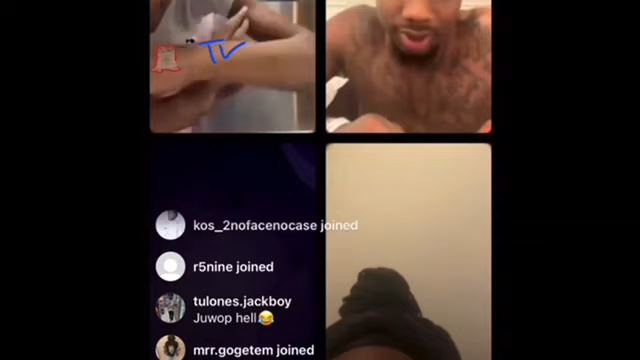 TV
kos_2nofacenocase joined
r5nine joined
tulones.jackboy
Juwop hell😂
mrr.gogetem joined